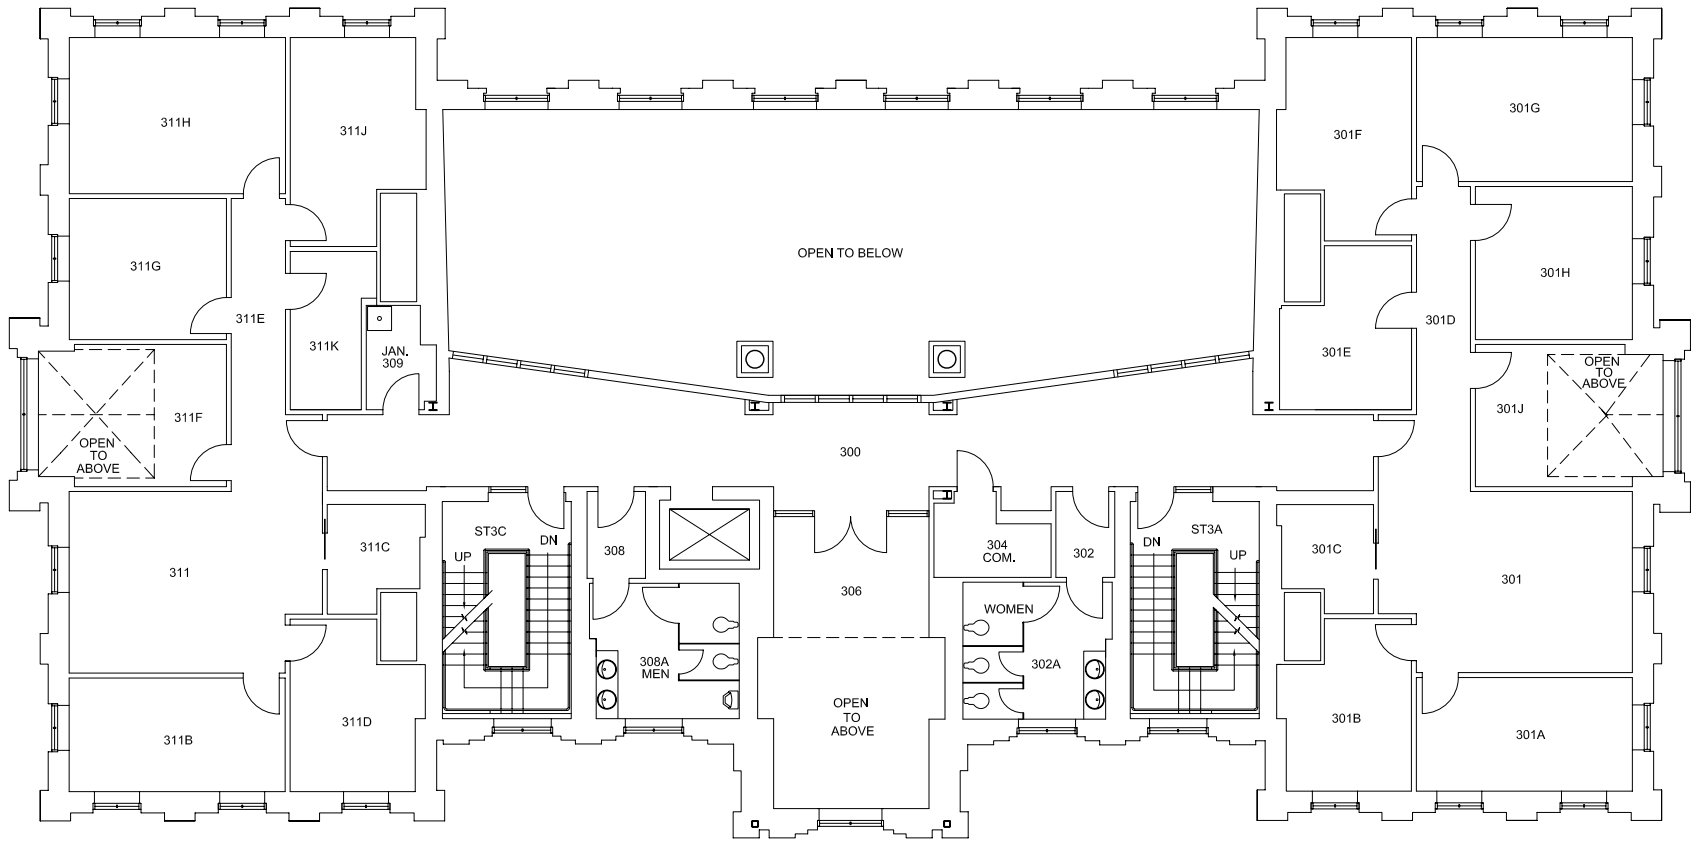 311H
311J
301F
301G
311G
OPEN TO BELOW
301H
311E
301D
311K
JAN.
309
301E
OPEN
TO
ABOVE
311F
301J
OPEN
TO
ABOVE
300
ST3C
UP
DN
308
304
COM.
302
ST3A
DN
UP
311C
301C
311
301
306
WOMEN
308A
MEN
302A
OPEN
TO
ABOVE
311D
311B
301B
301A